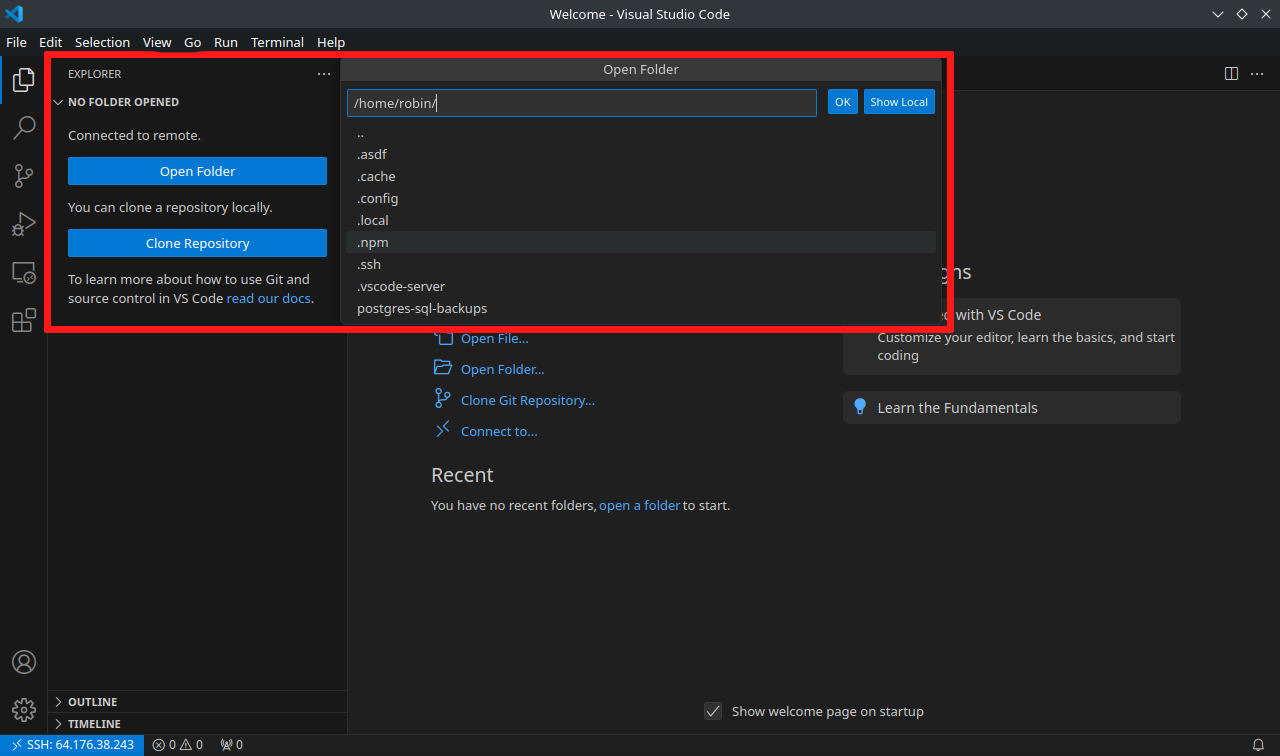 Welcome - Visual Studio Code
File Edit Selection View Go Run Terminal Help
EXPLORER
NO FOLDER OPENED
Connected to remote.
Open Folder
You can clone a repository locally.
Clone Repository
To learn more about how to use Git and
source control in VS Code read our docs.
Open Folder
/home/robin/
OK
Show Local
..
.asdf
.cache
.config
.local
.npm
.ssh
.vscode-server
postgres-sql-backups
Open File...
Open Folder...
Clone Git Repository...
Connect to...
Recent
You have no recent folders, open a folder to start.
with VS Code
Customize your editor, learn the basics, and start
coding
Learn the Fundamentals
Show welcome page on startup
OUTLINE
TIMELINE
SSH: 64.176.38.243 0 0 0